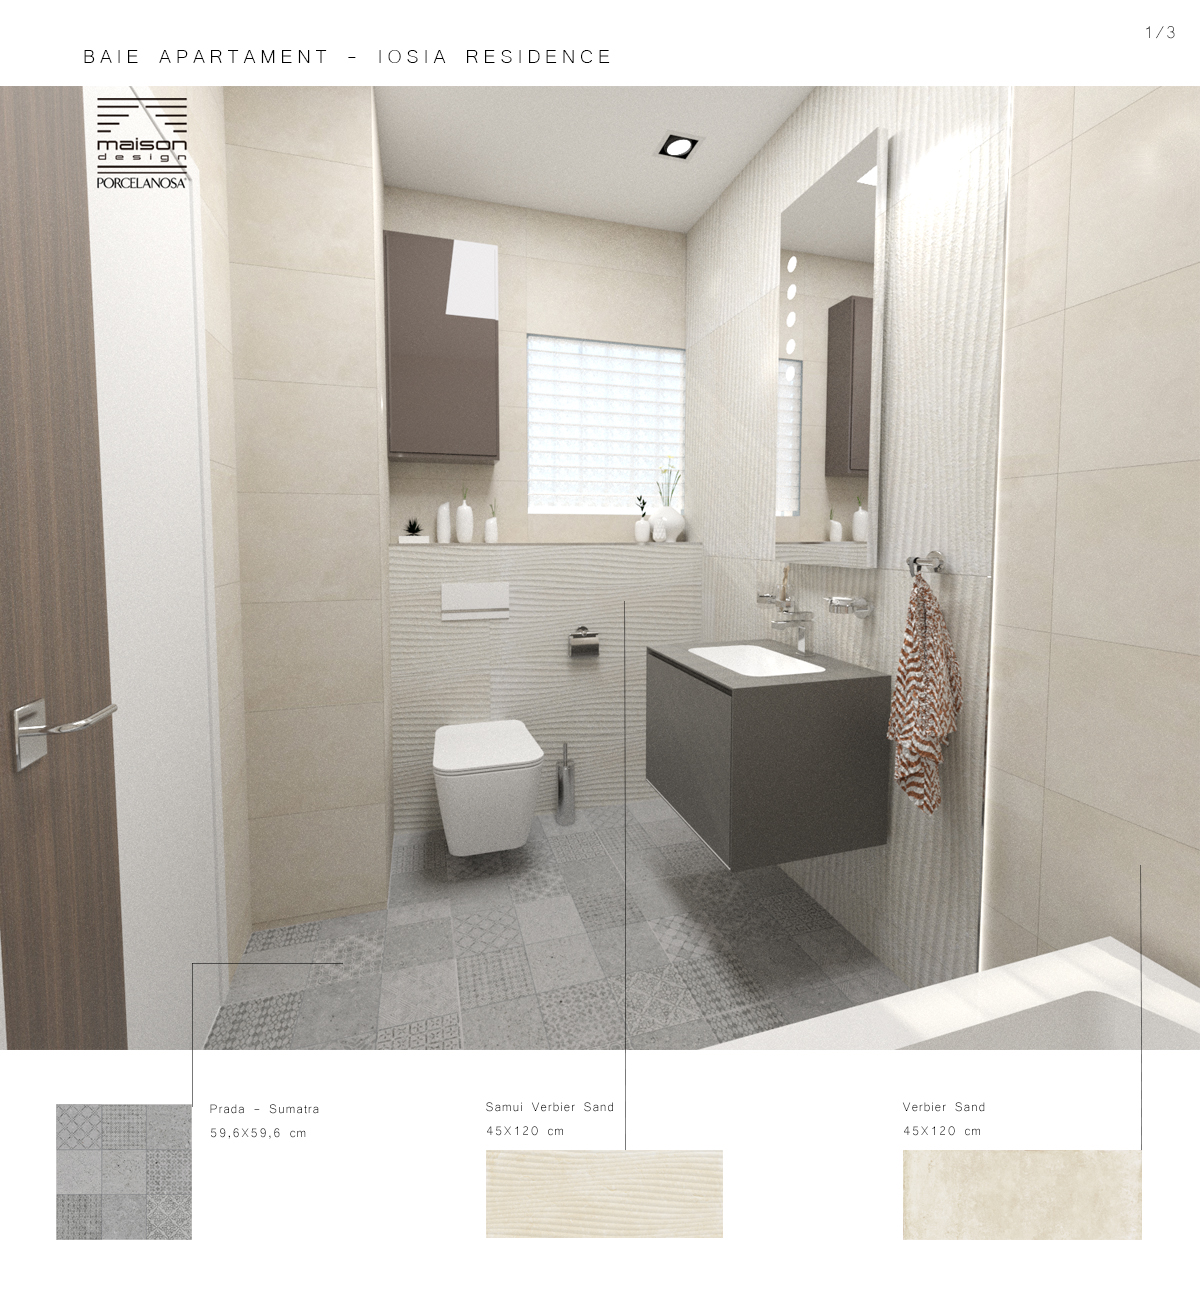 1/3
BAIE APARTAMENT - IOSIA RESIDENCE
maison
design
PORCELANOSA
Prada - Sumatra
59,6X59,6 cm
Samui Verbier Sand
45X120 cm
Verbier Sand
45X120 cm